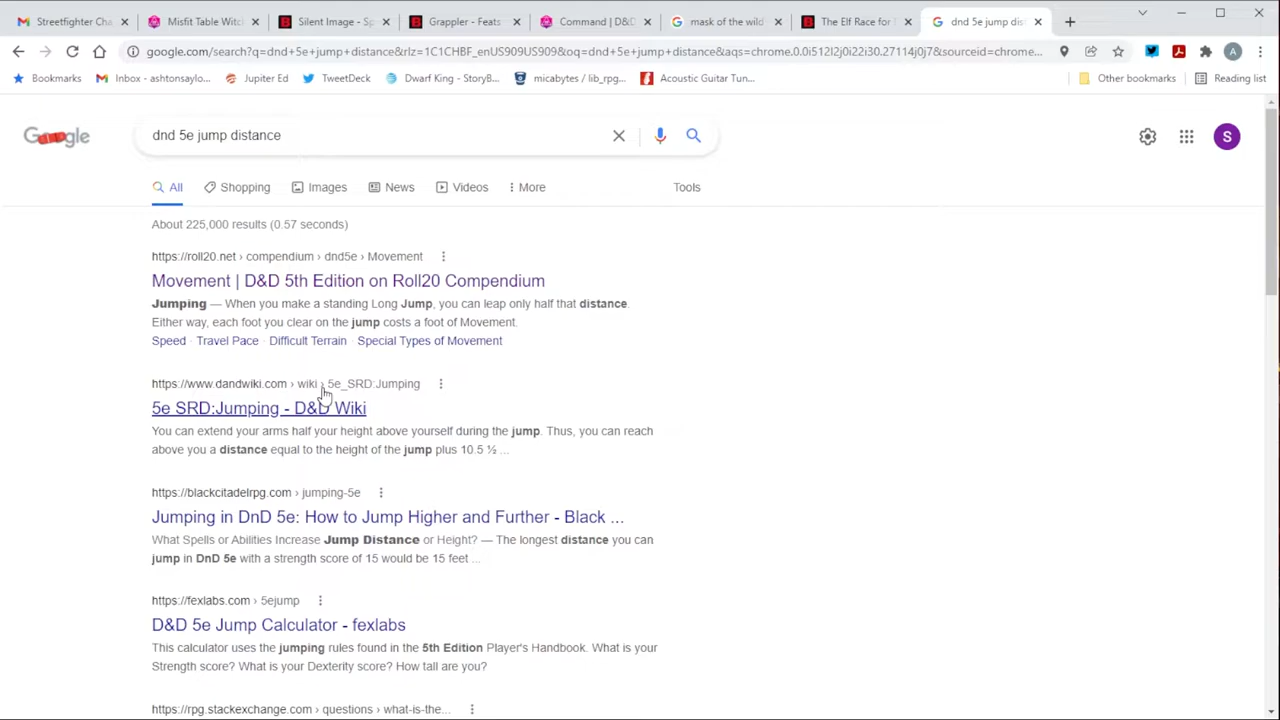 Streetfighter Cha
Misfit Table Witch
Silent Image - Sp
Grappler - Feats
Command | D&D
mask of the wild
The Elf Race for
dnd 5e jump dis
google.com/search?q=dnd+5e+jump+distance&rlz=1C1CHBF_enUS909US909&oq=dnd+5e+jump+distance&aqs=chrome.0.0i512l2j0i22i30.27114j0j7&sourceid=chrome...
A
Bookmarks
Inbox - ashtonsaylo...
Jupiter Ed
TweetDeck
Dwarf King - StoryB...
micabytes / lib_rpg...
Acoustic Guitar Tun...
Other bookmarks
Reading list
Google
dnd 5e jump distance
S
All
Shopping
Images
News
Videos
More
Tools
About 225,000 results (0.57 seconds)
https://roll20.net › compendium › dnd5e › Movement
Movement | D&D 5th Edition on Roll20 Compendium
Jumping — When you make a standing Long Jump, you can leap only half that distance.
Either way, each foot you clear on the jump costs a foot of Movement.
Speed · Travel Pace · Difficult Terrain · Special Types of Movement
https://www.dandwiki.com › wiki › 5e_SRD:Jumping
5e SRD:Jumping - D&D Wiki
You can extend your arms half your height above yourself during the jump. Thus, you can reach
above you a distance equal to the height of the jump plus 10.5 ½ ...
https://blackcitadelrpg.com › jumping-5e
Jumping in DnD 5e: How to Jump Higher and Further - Black ...
What Spells or Abilities Increase Jump Distance or Height? — The longest distance you can
jump in DnD 5e with a strength score of 15 would be 15 feet ...
https://fexlabs.com › 5ejump
D&D 5e Jump Calculator - fexlabs
This calculator uses the jumping rules found in the 5th Edition Player's Handbook. What is your
Strength score? What is your Dexterity score? How tall are you?
https://rpg.stackexchange.com › questions › what-is-the...